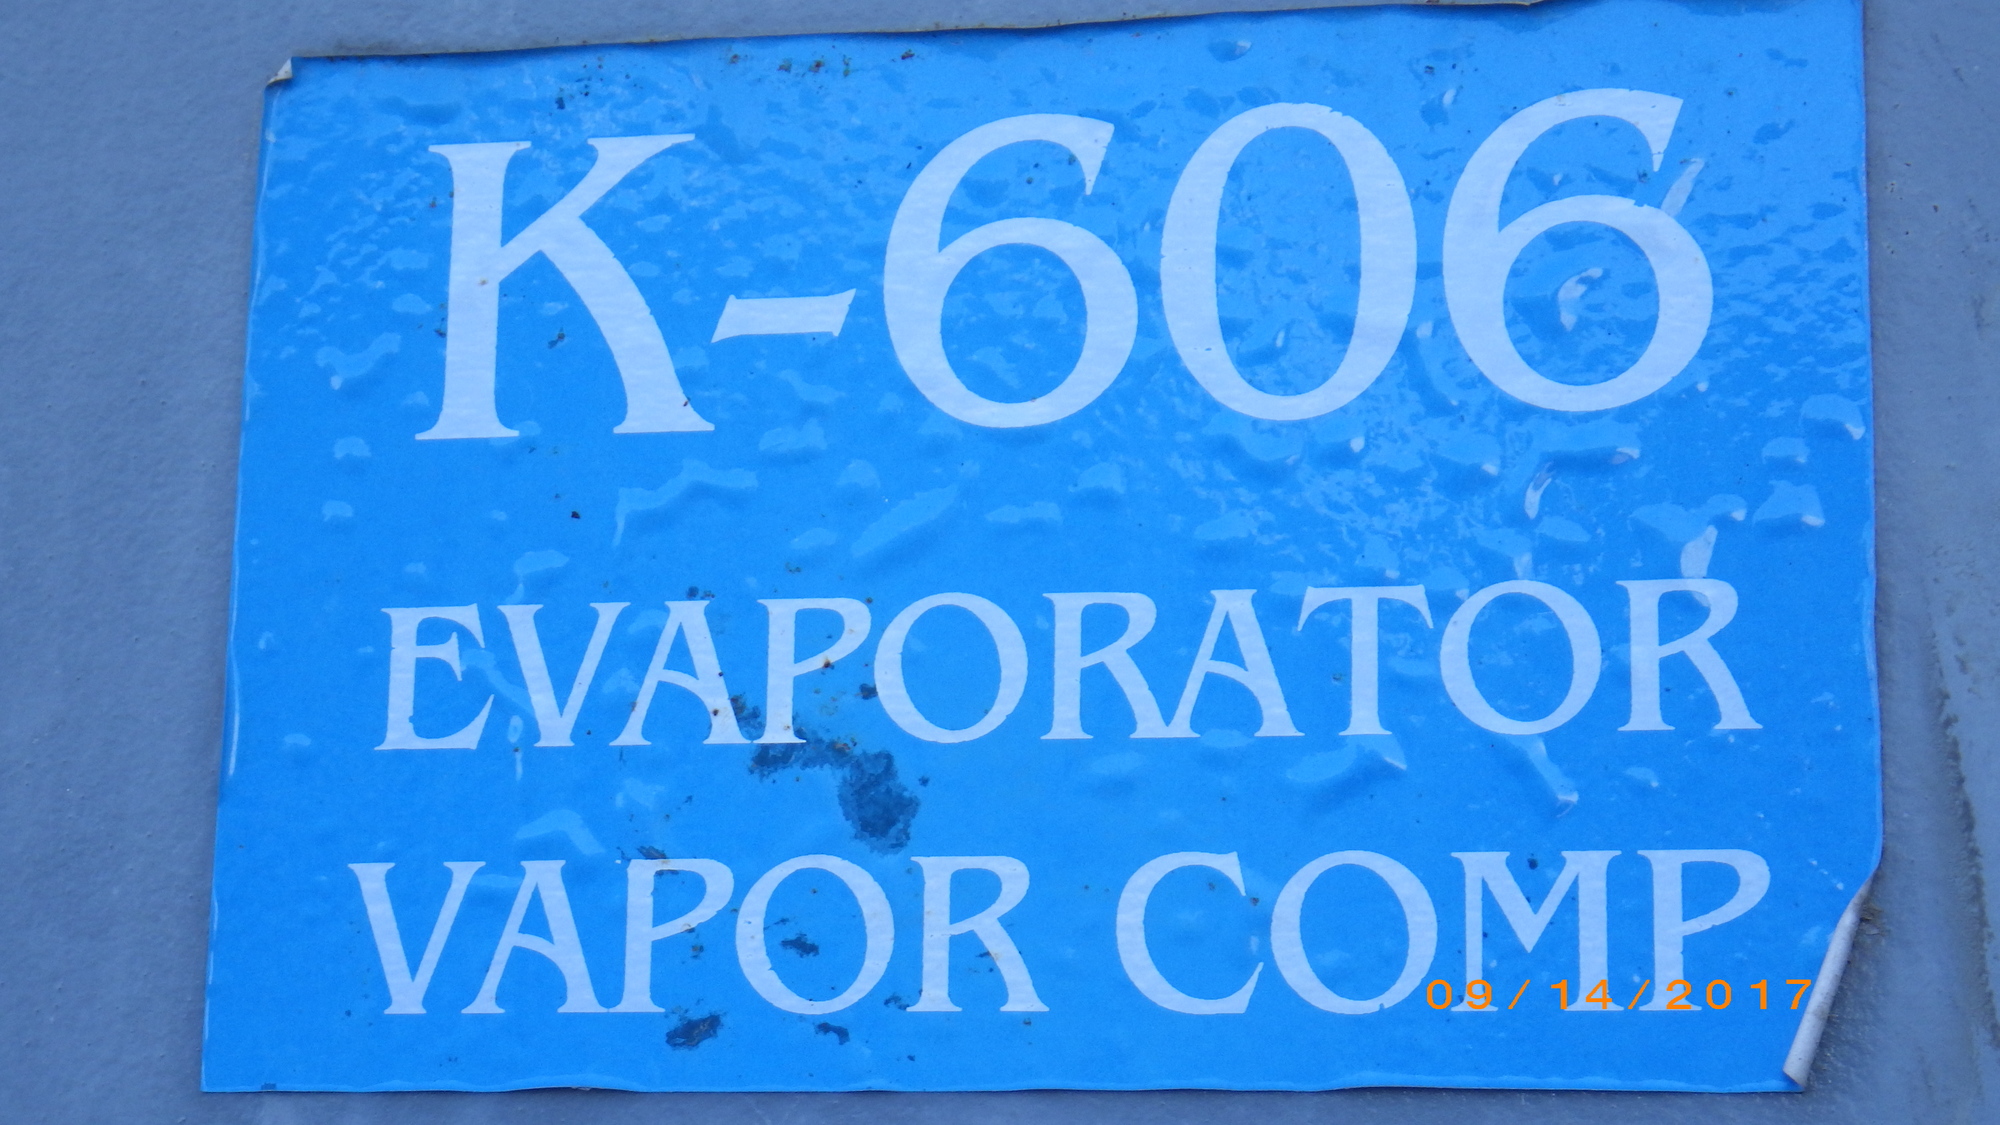 K-606
EVAPORATOR
VAPOR COMP
09/14/2017